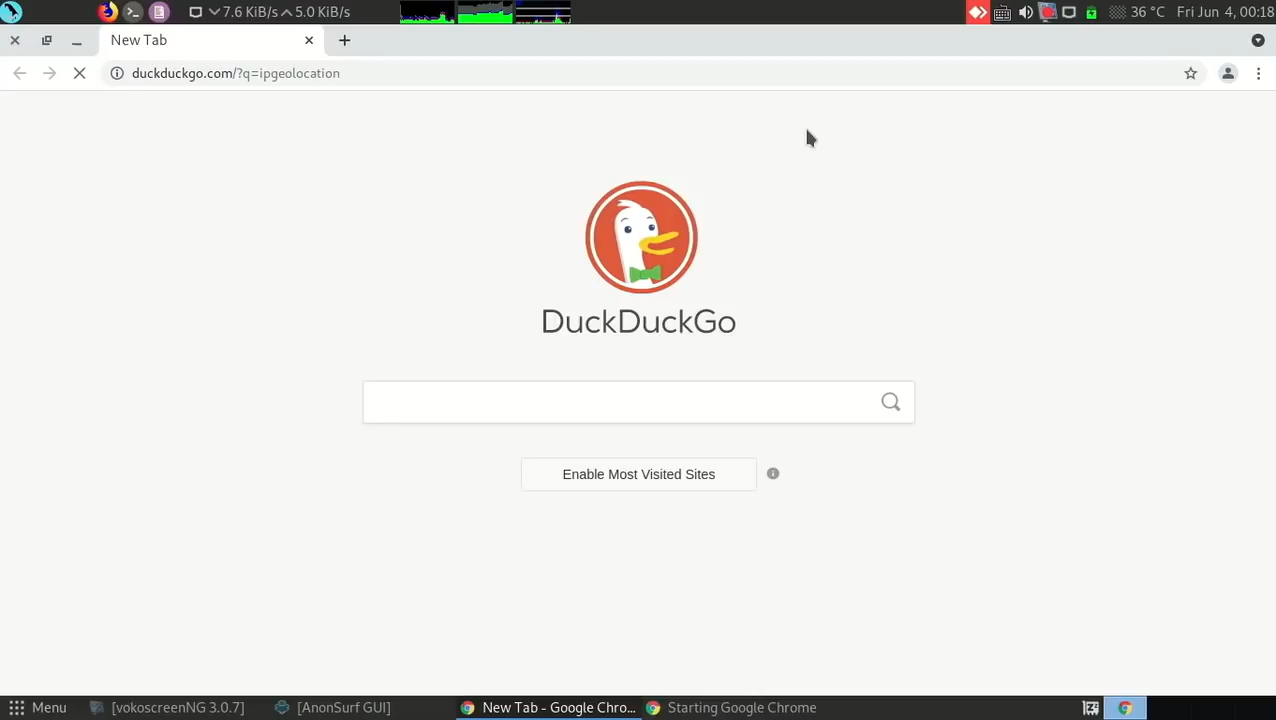 7.6 KiB/s 5.0 KiB/s 36 °C Fri Jun 4, 00:18
New Tab
duckduckgo.com/?q=ipgeolocation
DuckDuckGo
Enable Most Visited Sites
Menu [vokoscreenNG 3.0.7] [AnonSurf GUI] New Tab - Google Chro... Starting Google Chrome